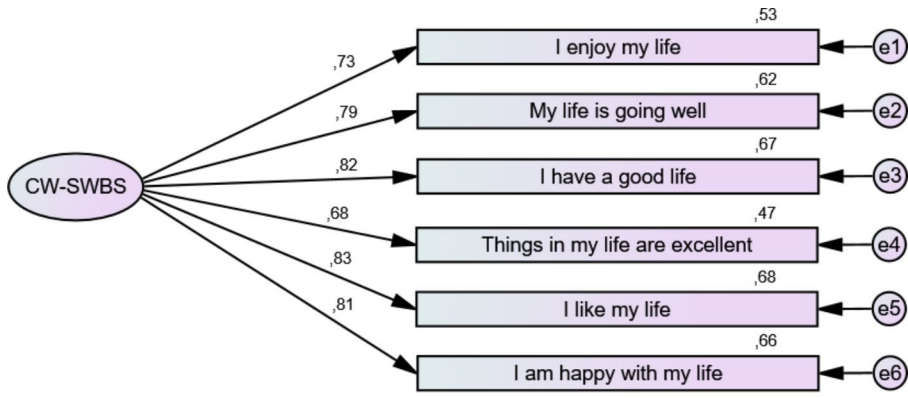 ,53
,73
I enjoy my life
e1
,62
,79
My life is going well
e2
,67
,82
I have a good life
e3
CW-SWBS
,68
,47
Things in my life are excellent
e4
,83
,68
I like my life
e5
,81
,66
I am happy with my life
e6